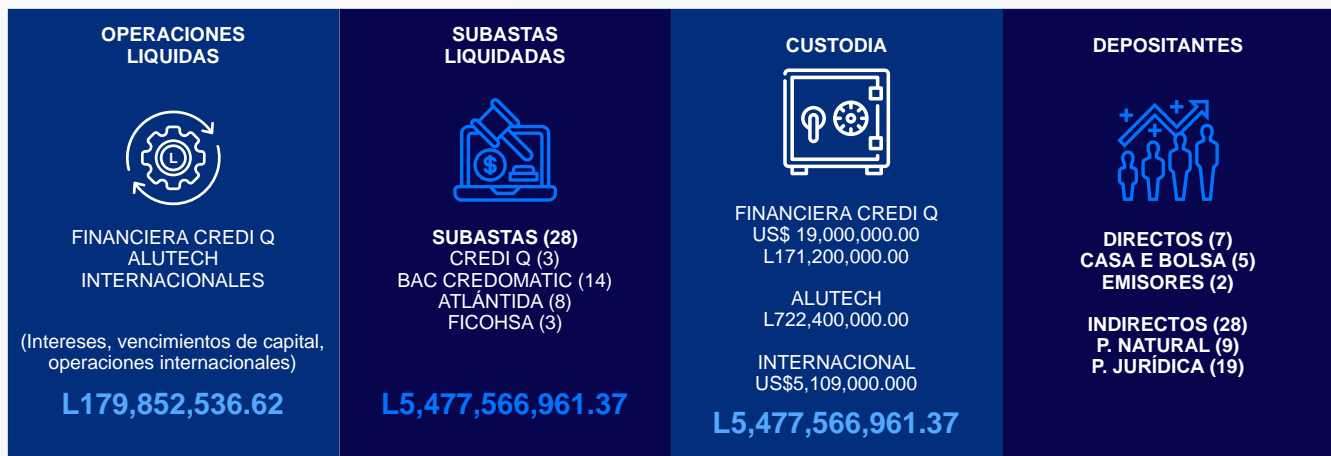 OPERACIONES
LIQUIDAS
L
FINANCIERA CREDI Q
ALUTECH
INTERNACIONALES
(Intereses, vencimientos de capital,
operaciones internacionales)
L179,852,536.62
SUBASTAS
LIQUIDADAS
$
SUBASTAS (28)
CREDI Q (3)
BAC CREDOMATIC (14)
ATLÁNTIDA (8)
FICOHSA (3)
L5,477,566,961.37
CUSTODIA
FINANCIERA CREDI Q
US$ 19,000,000.00
L171,200,000.00
ALUTECH
L722,400,000.00
INTERNACIONAL
US$5,109,000.000
L5,477,566,961.37
DEPOSITANTES
DIRECTOS (7)
CASA E BOLSA (5)
EMISORES (2)
INDIRECTOS (28)
P. NATURAL (9)
P. JURÍDICA (19)